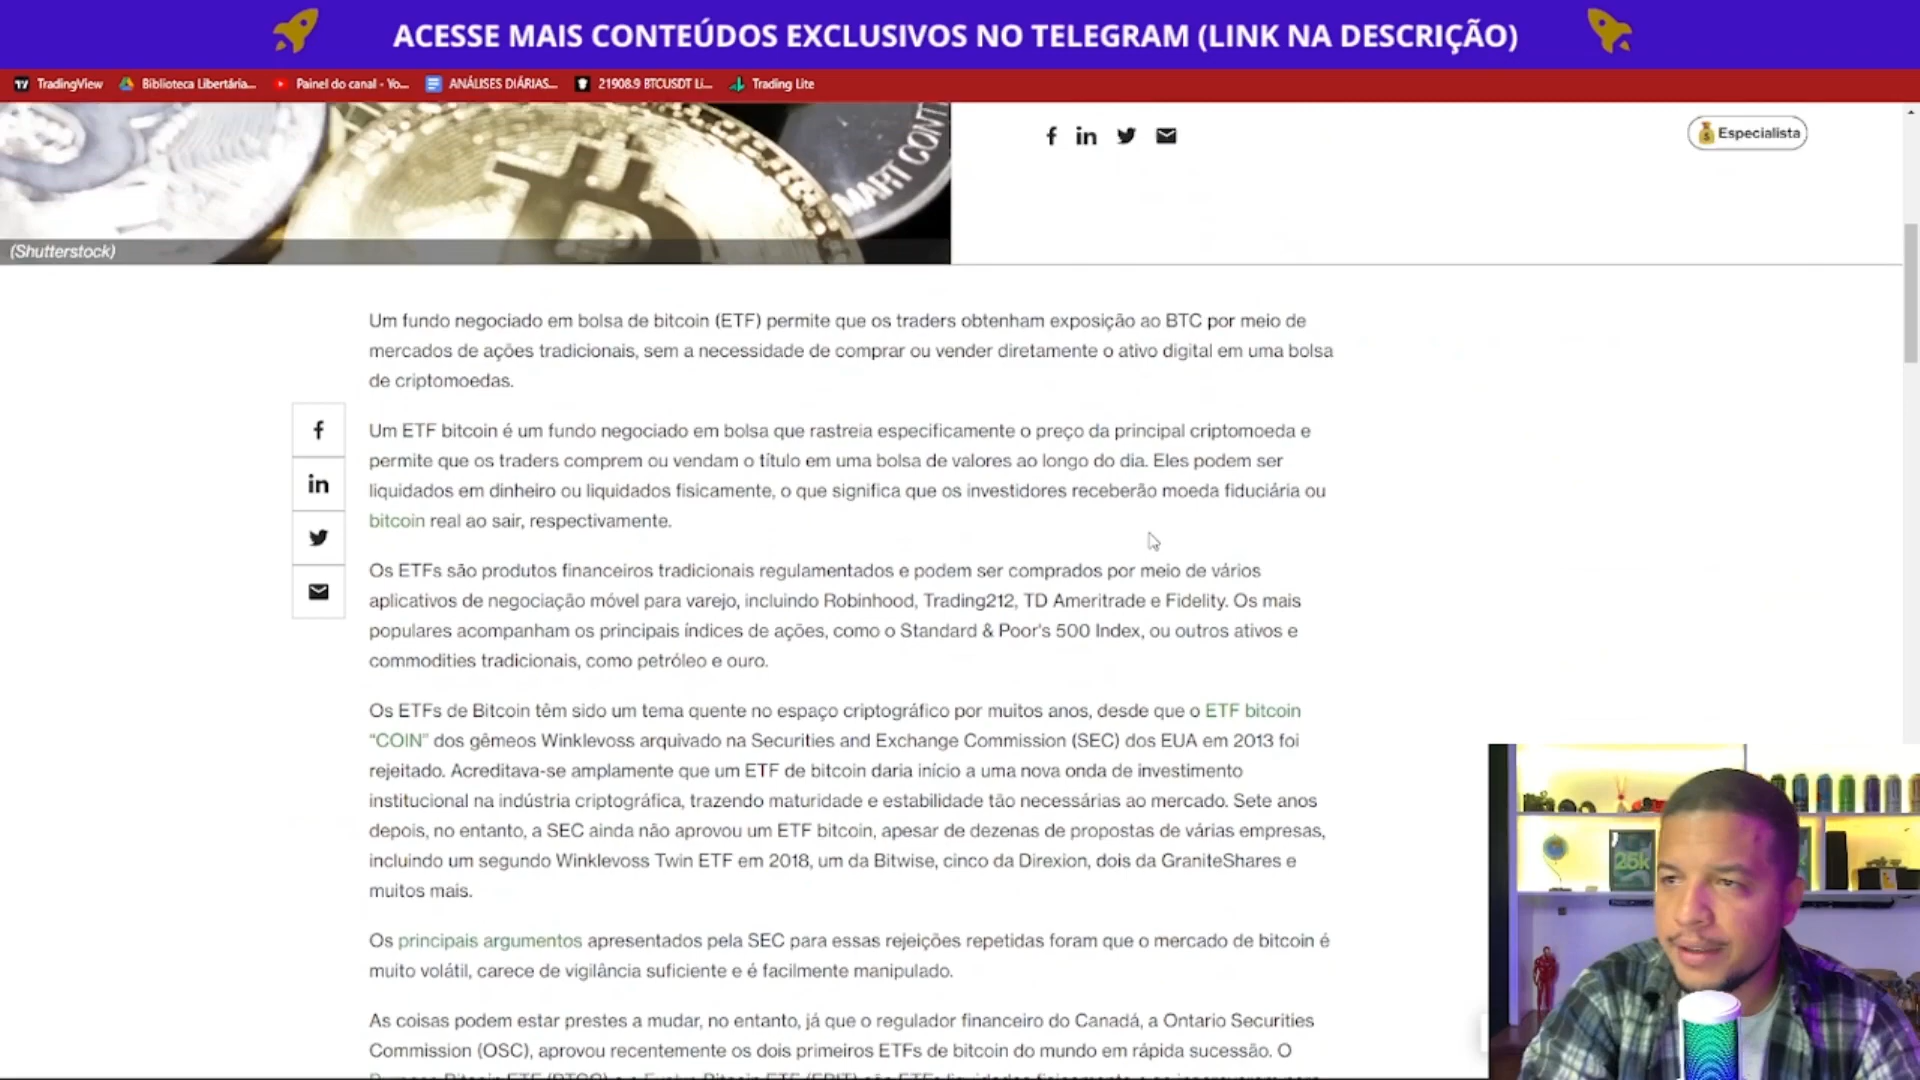 ACESSE MAIS CONTEÚDOS EXCLUSIVOS NO TELEGRAM (LINK NA DESCRIÇÃO)
TradingView
Biblioteca Libertária...
Painel do canal - Yo...
ANÁLISES DIÁRIAS...
21908.9 BTCUSDT Li...
Trading Lite
MART CONT
Especialista
(Shutterstock)
Um fundo negociado em bolsa de bitcoin (ETF) permite que os traders obtenham exposição ao BTC por meio de
mercados de ações tradicionais, sem a necessidade de comprar ou vender diretamente o ativo digital em uma bolsa
de criptomoedas.
Um ETF bitcoin é um fundo negociado em bolsa que rastreia especificamente o preço da principal criptomoeda e
permite que os traders comprem ou vendam o título em uma bolsa de valores ao longo do dia. Eles podem ser
liquidados em dinheiro ou liquidados fisicamente, o que significa que os investidores receberão moeda fiduciária ou
bitcoin real ao sair, respectivamente.
Os ETFs são produtos financeiros tradicionais regulamentados e podem ser comprados por meio de vários
aplicativos de negociação móvel para varejo, incluindo Robinhood, Trading212, TD Ameritrade e Fidelity. Os mais
populares acompanham os principais índices de ações, como o Standard & Poor's 500 Index, ou outros ativos e
commodities tradicionais, como petróleo e ouro.
Os ETFs de Bitcoin têm sido um tema quente no espaço criptográfico por muitos anos, desde que o ETF bitcoin
“COIN” dos gêmeos Winklevoss arquivado na Securities and Exchange Commission (SEC) dos EUA em 2013 foi
rejeitado. Acreditava-se amplamente que um ETF de bitcoin daria início a uma nova onda de investimento
institucional na indústria criptográfica, trazendo maturidade e estabilidade tão necessárias ao mercado. Sete anos
depois, no entanto, a SEC ainda não aprovou um ETF bitcoin, apesar de dezenas de propostas de várias empresas,
incluindo um segundo Winklevoss Twin ETF em 2018, um da Bitwise, cinco da Direxion, dois da GraniteShares e
muitos mais.
Os principais argumentos apresentados pela SEC para essas rejeições repetidas foram que o mercado de bitcoin é
muito volátil, carece de vigilância suficiente e é facilmente manipulado.
As coisas podem estar prestes a mudar, no entanto, já que o regulador financeiro do Canadá, a Ontario Securities
Commission (OSC), aprovou recentemente os dois primeiros ETFs de bitcoin do mundo em rápida sucessão. O
25k